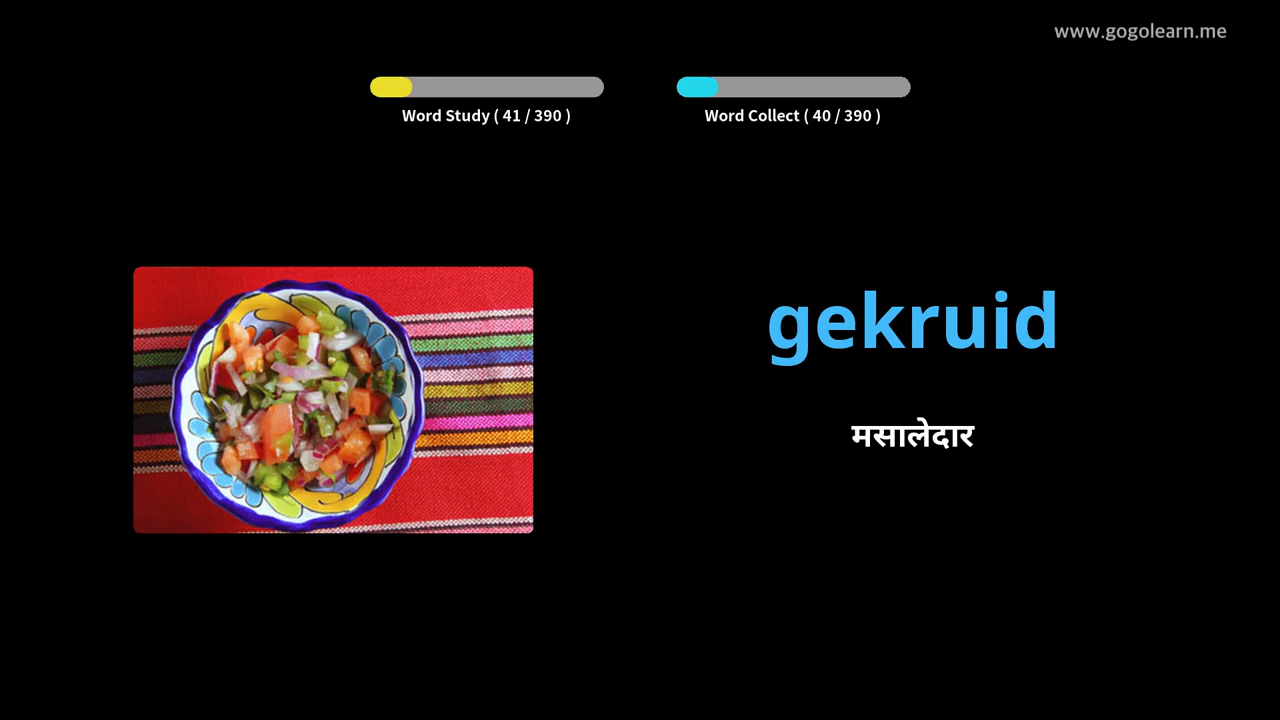 www.gogolearn.me
Word Study ( 41 / 390 )
Word Collect ( 40 / 390 )
gekruid
मसालेदार